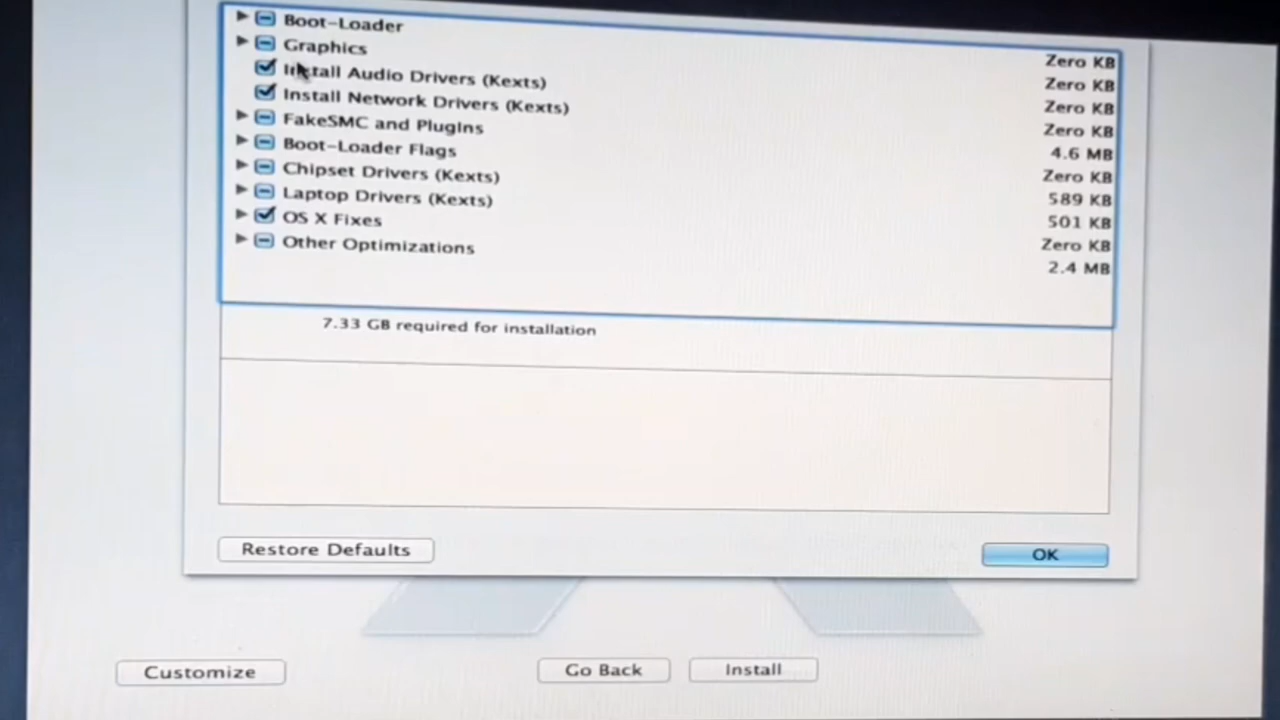 Boot-Loader
Graphics Zero KB
Install Audio Drivers (Kexts) Zero KB
Install Network Drivers (Kexts) Zero KB
FakeSMC and PlugIns Zero KB
Boot-Loader Flags 4.6 MB
Chipset Drivers (Kexts) Zero KB
Laptop Drivers (Kexts) 589 KB
OS X Fixes 501 KB
Other Optimizations Zero KB
2.4 MB
7.33 GB required for installation
Restore Defaults OK
Customize Go Back Install